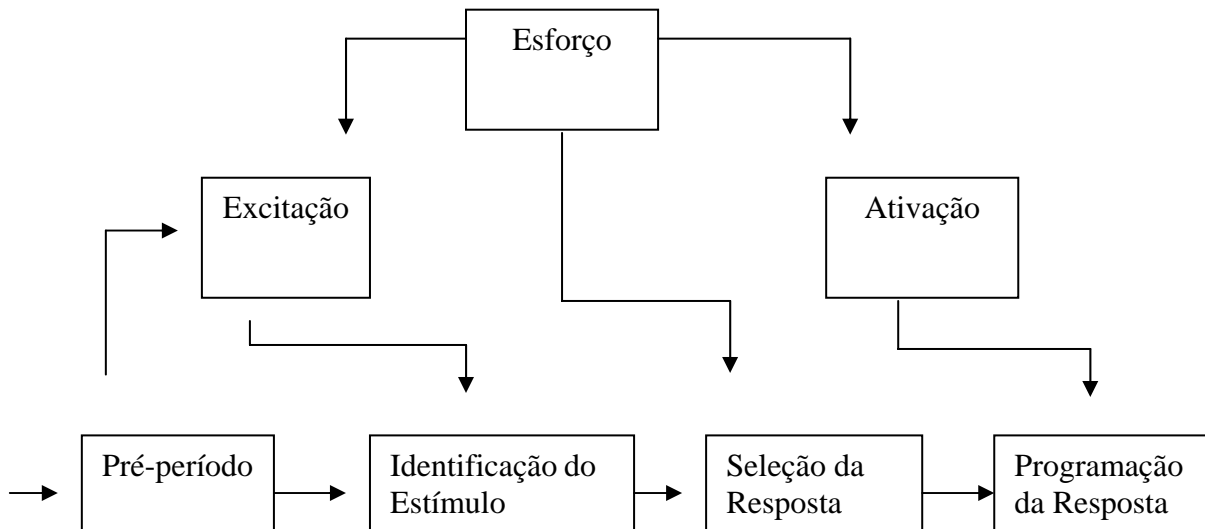 Esforço
Excitação
Ativação
Pré-período
Identificação do
Estímulo
Seleção da
Resposta
Programação
da Resposta